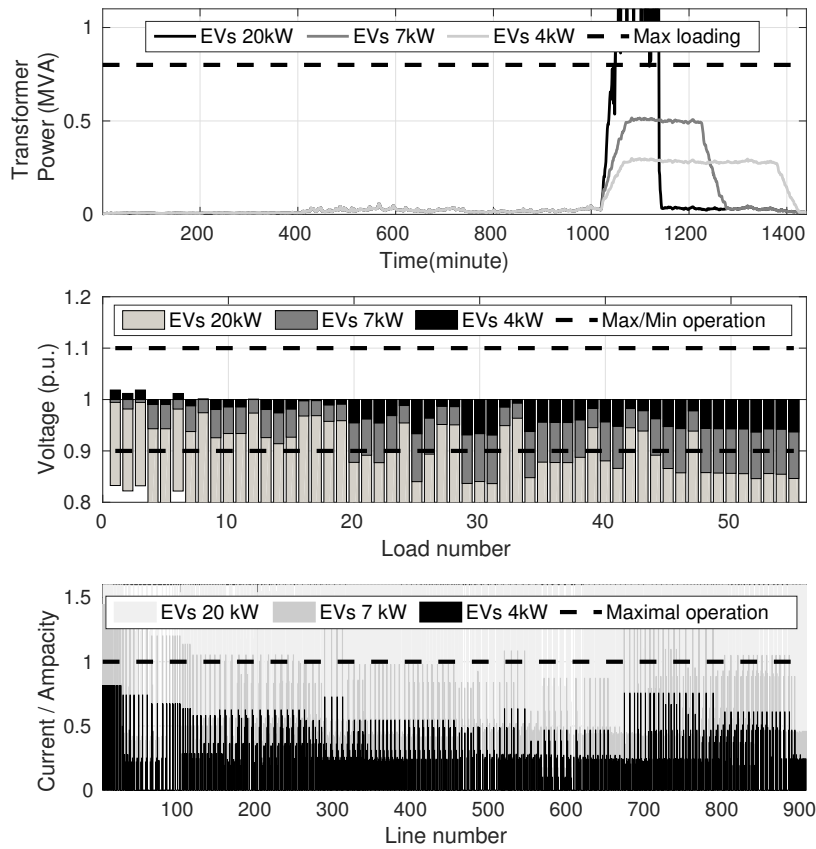 EVs 20kW EVs 7kW EVs 4kW Max loading
Transformer
Power (MVA)
1
0.5
0
200 400 600 800 1000 1200 1400
Time(minute)
EVs 20kW EVs 7kW EVs 4kW Max/Min operation
Voltage (p.u.)
1.2
1.1
1
0.9
0.8
0 10 20 30 40 50
Load number
EVs 20 kW EVs 7 kW EVs 4kW Maximal operation
Current / Ampacity
1.5
1
0.5
0
100 200 300 400 500 600 700 800 900
Line number